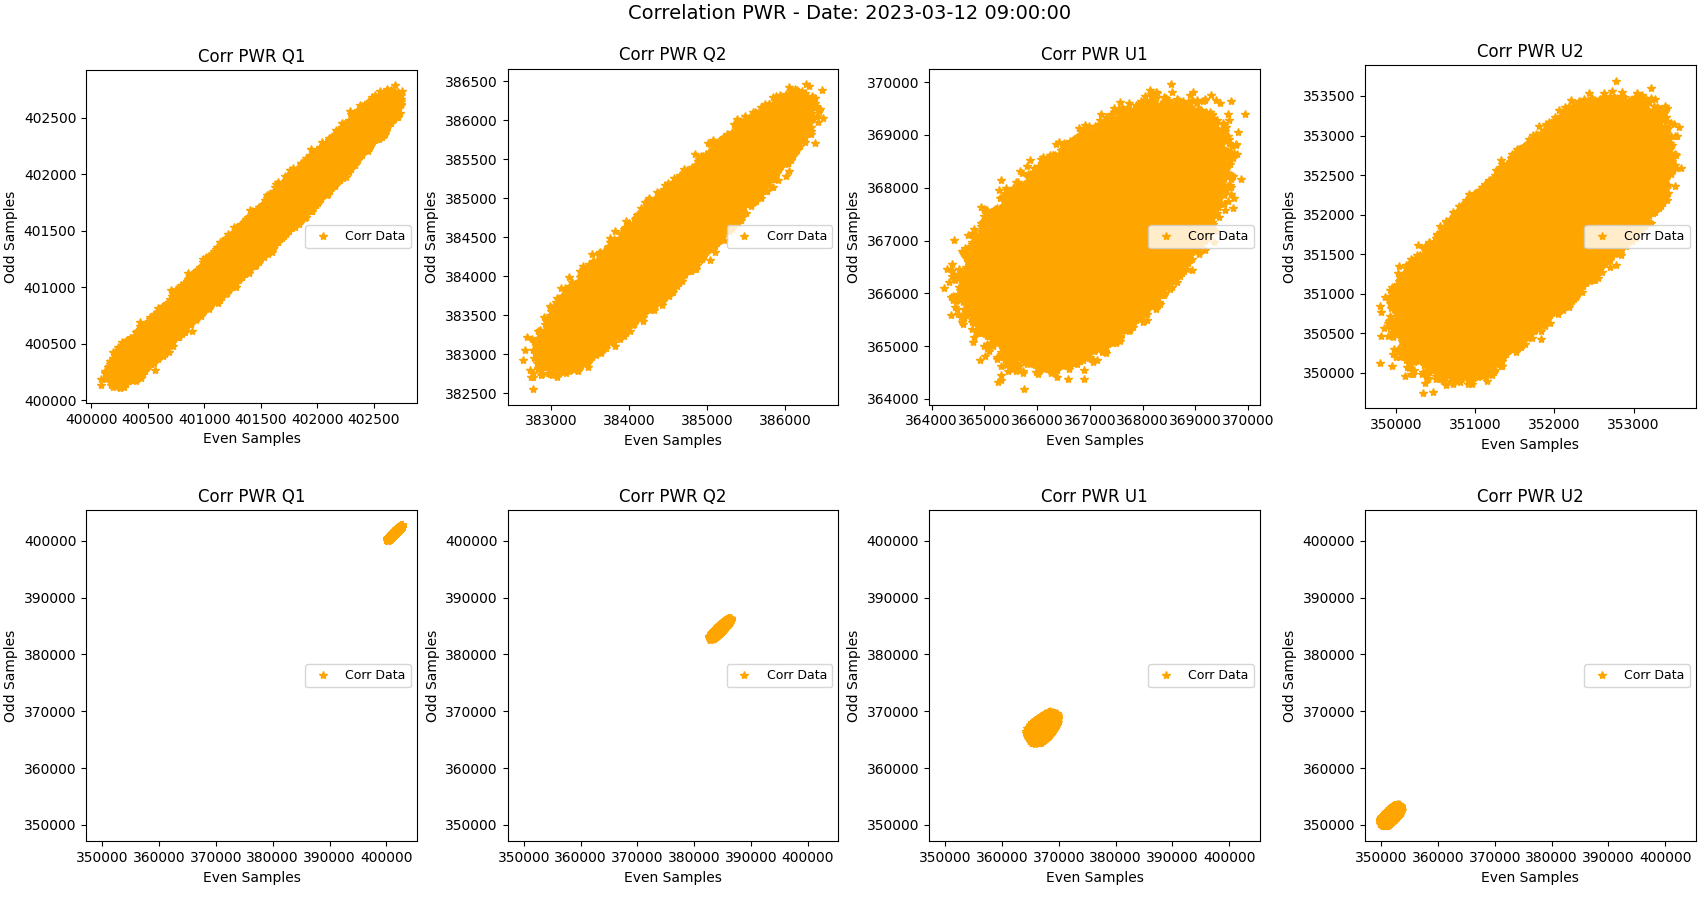 Correlation PWR - Date: 2023-03-12 09:00:00
Corr PWR Q1
Odd Samples
402500
402000
401500
401000
400500
400000
Corr Data
400000 400500 401000 401500 402000 402500
Even Samples
Corr PWR Q2
Odd Samples
386500
386000
385500
385000
384500
384000
383500
383000
382500
Corr Data
383000 384000 385000 386000
Even Samples
Corr PWR U1
Odd Samples
370000
369000
368000
367000
366000
365000
364000
Corr Data
364000 365000 366000 367000 368000 369000 370000
Even Samples
Corr PWR U2
Odd Samples
353500
353000
352500
352000
351500
351000
350500
350000
Corr Data
350000 351000 352000 353000
Even Samples
Corr PWR Q1
Odd Samples
400000
390000
380000
370000
360000
350000
Corr Data
350000 360000 370000 380000 390000 400000
Even Samples
Corr PWR Q2
Odd Samples
400000
390000
380000
370000
360000
350000
Corr Data
350000 360000 370000 380000 390000 400000
Even Samples
Corr PWR U1
Odd Samples
400000
390000
380000
370000
360000
350000
Corr Data
350000 360000 370000 380000 390000 400000
Even Samples
Corr PWR U2
Odd Samples
400000
390000
380000
370000
360000
350000
Corr Data
350000 360000 370000 380000 390000 400000
Even Samples